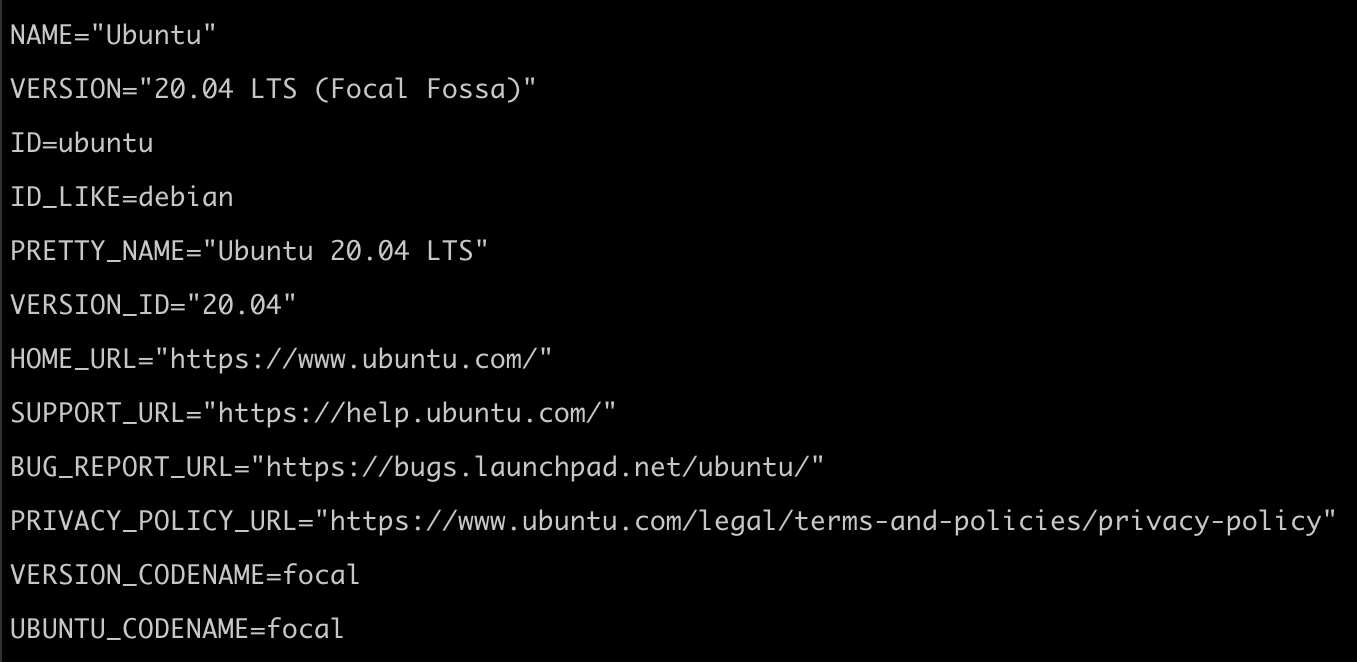 NAME="Ubuntu"
VERSION="20.04 LTS (Focal Fossa)"
ID=ubuntu
ID_LIKE=debian
PRETTY_NAME="Ubuntu 20.04 LTS"
VERSION_ID="20.04"
HOME_URL="https://www.ubuntu.com/"
SUPPORT_URL="https://help.ubuntu.com/"
BUG_REPORT_URL="https://bugs.launchpad.net/ubuntu/"
PRIVACY_POLICY_URL="https://www.ubuntu.com/legal/terms-and-policies/privacy-policy"
VERSION_CODENAME=focal
UBUNTU_CODENAME=focal